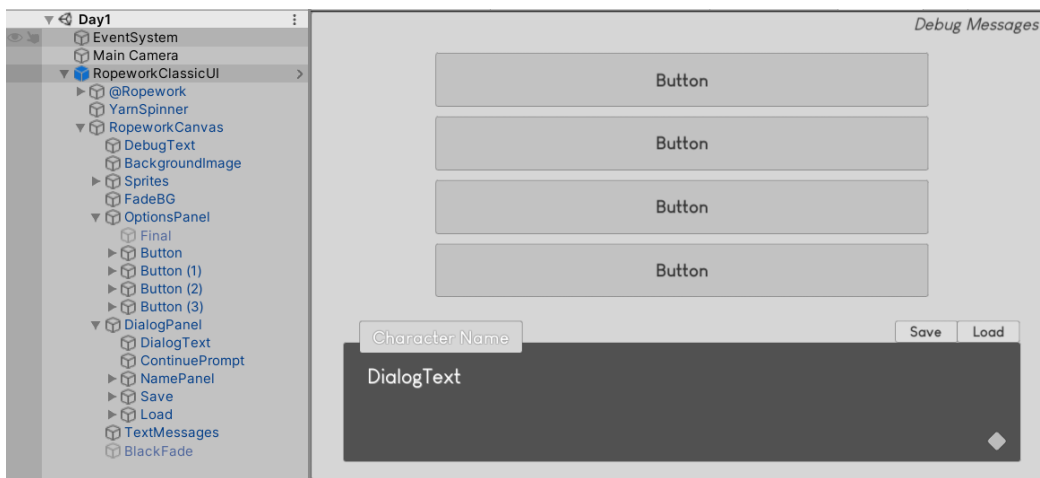 Day1
EventSystem
Main Camera
RopeworkClassicUI
@Ropework
YarnSpinner
RopeworkCanvas
DebugText
BackgroundImage
Sprites
FadeBG
OptionsPanel
Final
Button
Button (1)
Button (2)
Button (3)
DialogPanel
DialogText
ContinuePrompt
NamePanel
Save
Load
TextMessages
BlackFade
Debug Messages
Button
Button
Button
Button
Character Name
Save Load
DialogText